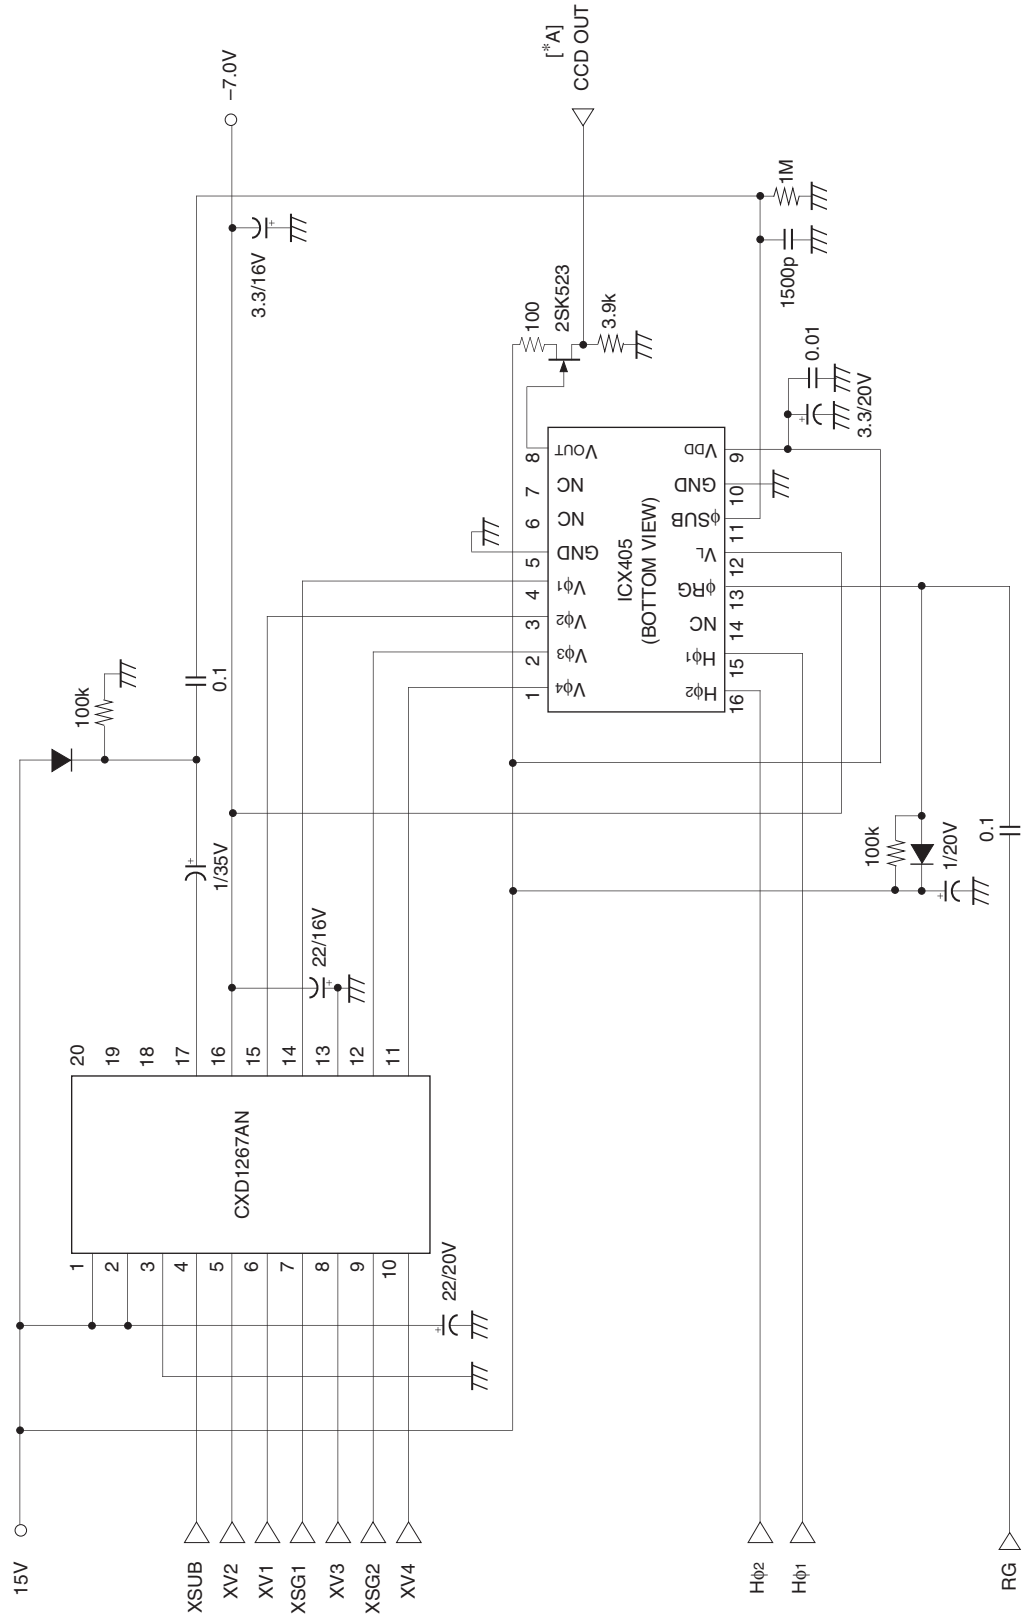 15V
XSUB
XV2
XV1
XSG1
XV3
XSG2
XV4
Hϕ2
Hϕ1
RG
1
2
3
4
5
6
7
8
9
10
22/20V
CXD1267AN
20
19
18
17
16
15
14
13
12
11
22/16V
1/35V
100k
0.1
100k
1/20V
0.1
1
2
3
4
5
6
7
8
Vϕ4
Vϕ3
Vϕ2
Vϕ1
GND
NC
NC
VOUT
ICX405
(BOTTOM VIEW)
Hϕ2
Hϕ1
NC
ϕRG
VL
ϕSUB
GND
VDD
16
15
14
13
12
11
10
9
100
2SK523
3.9k
0.01
3.3/20V
1500p
1M
3.3/16V
–7.0V
[*A]
CCD OUT